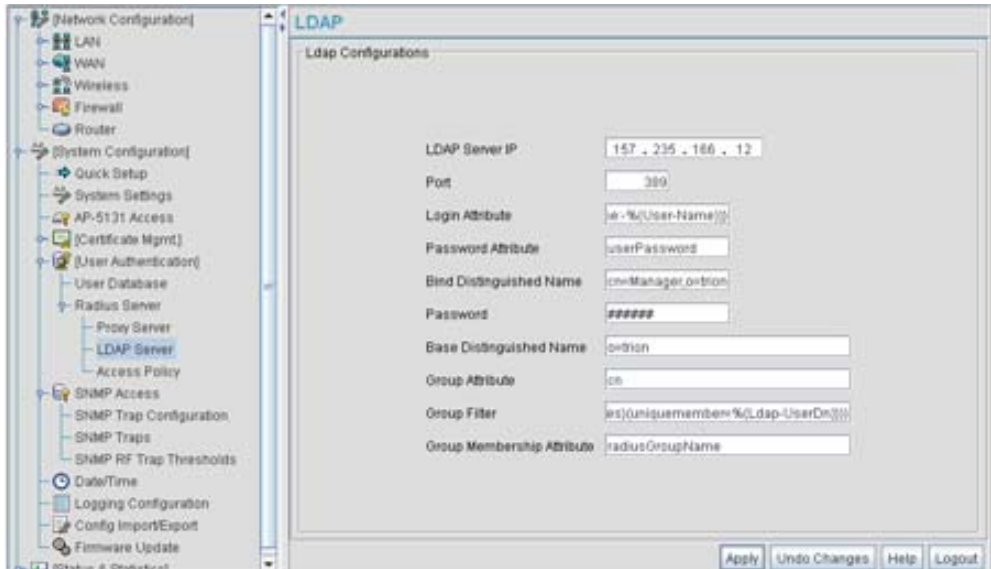 [Network Configuration]
LAN
WAN
Wireless
Firewall
Router
[System Configuration]
Quick Setup
System Settings
AP-5131 Access
[Certificate Mgmt.]
[User Authentication]
User Database
Radius Server
Proxy Server
LDAP Server
Access Policy
SNMP Access
SNMP Trap Configuration
SNMP Traps
SNMP RF Trap Thresholds
Date/Time
Logging Configuration
Config Import/Export
Firmware Update
[Status & Statistics]
LDAP
Ldap Configurations
LDAP Server IP 157 . 235 . 166 . 12
Port 389
Login Attribute ie-%{User-Name}))
Password Attribute userPassword
Bind Distinguished Name cn=Manager,o=trion
Password ######
Base Distinguished Name o=trion
Group Attribute cn
Group Filter es)(uniquemember=%{Ldap-UserDn})))
Group Membership Attribute radiusGroupName
Apply Undo Changes Help Logout